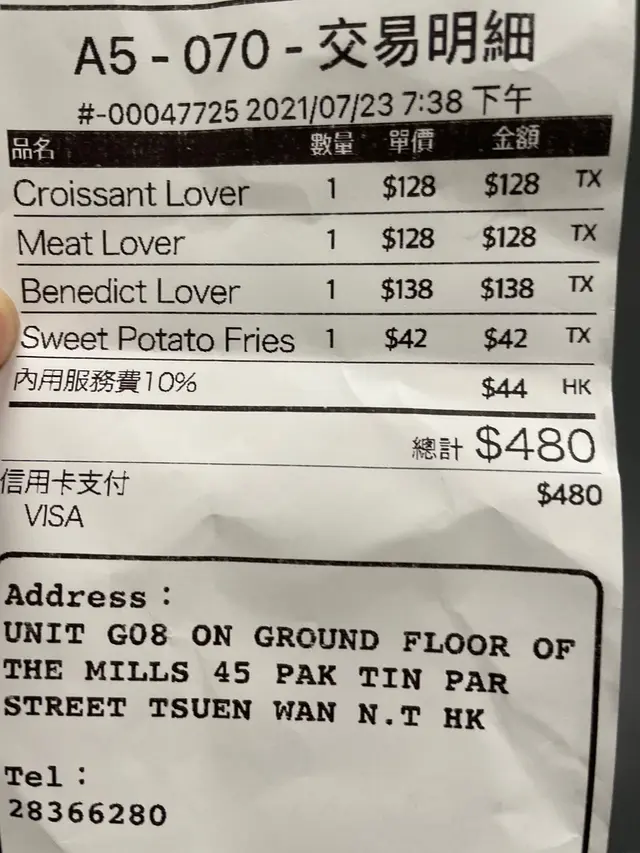 A5 - 070 - 交易明細
#-00047725 2021/07/23 7:38 下午
品名 數量 單價 金額
Croissant Lover 1 $128 $128 TX
Meat Lover 1 $128 $128 TX
Benedict Lover 1 $138 $138 TX
Sweet Potato Fries 1 $42 $42 TX
內用服務費10% $44 HK
總計 $480
信用卡支付 $480
VISA
Address：
UNIT G08 ON GROUND FLOOR OF
THE MILLS 45 PAK TIN PAR
STREET TSUEN WAN N.T HK
Tel：
28366280